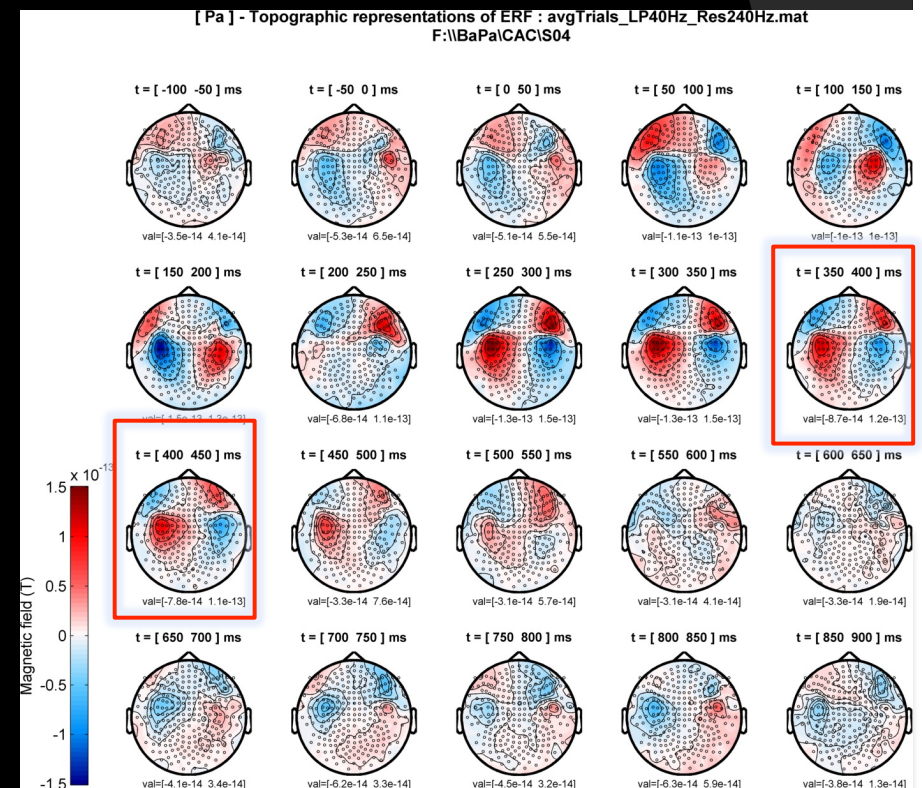 [ Pa ] - Topographic representations of ERF : avgTrials_LP40Hz_Res240Hz.mat
F:\\BaPa\CAC\S04
t = [ -100 -50 ] ms
t = [ -50 0 ] ms
t = [ 0 50 ] ms
t = [ 50 100 ] ms
t = [ 100 150 ] ms
val=[-3.5e-14 4.1e-14]
val=[-5.3e-14 6.5e-14]
val=[-5.1e-14 5.5e-14]
val=[-1.1e-13 1e-13]
val=[-1e-13 1e-13]
t = [ 150 200 ] ms
t = [ 200 250 ] ms
t = [ 250 300 ] ms
t = [ 300 350 ] ms
t = [ 350 400 ] ms
val=[-6.8e-14 1.1e-13]
val=[-1.3e-13 1.5e-13]
val=[-1.3e-13 1.5e-13]
val=[-8.7e-14 1.2e-13]
t = [ 400 450 ] ms
t = [ 450 500 ] ms
t = [ 500 550 ] ms
t = [ 550 600 ] ms
t = [ 600 650 ] ms
val=[-7.8e-14 1.1e-13]
val=[-3.3e-14 7.6e-14]
val=[-3.1e-14 5.7e-14]
val=[-3.1e-14 4.1e-14]
val=[-3.3e-14 1.9e-14]
t = [ 650 700 ] ms
t = [ 700 750 ] ms
t = [ 750 800 ] ms
t = [ 800 850 ] ms
t = [ 850 900 ] ms
val=[-4.1e-14 3.4e-14]
val=[-6.2e-14 3.3e-14]
val=[-4.5e-14 3.2e-14]
val=[-6.3e-14 5.9e-14]
val=[-3.8e-14 1.3e-14]
x 10-13
1.5
1
0.5
0
-0.5
-1
-1.5
Magnetic field (T)